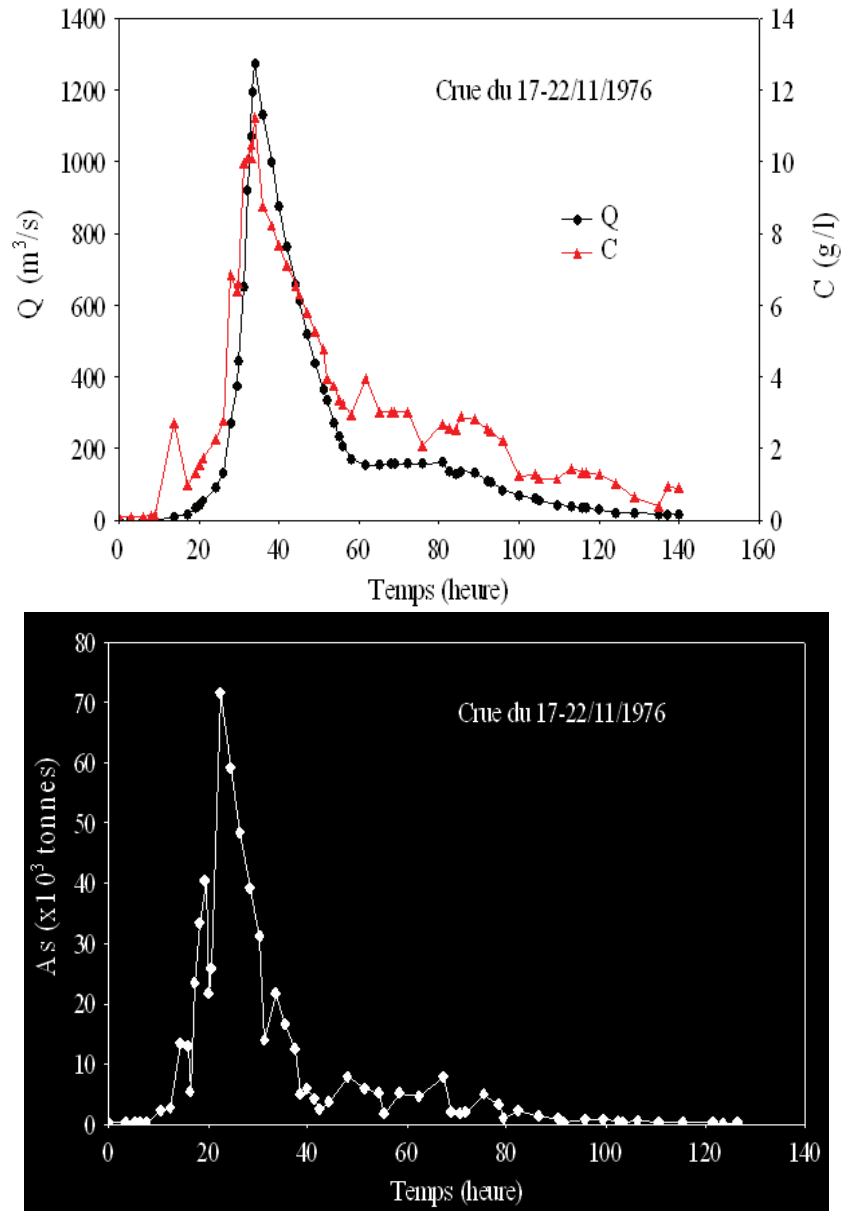 1400
1200
1000
800
600
400
200
0
Q (m³/s)
14
12
10
8
6
4
2
0
C (g/l)
Crue du 17-22/11/1976
Q
C
0 20 40 60 80 100 120 140 160
Temps (heure)
80
70
60
50
40
30
20
10
0
As (x10³ tonnes)
Crue du 17-22/11/1976
0 20 40 60 80 100 120 140
Temps (heure)